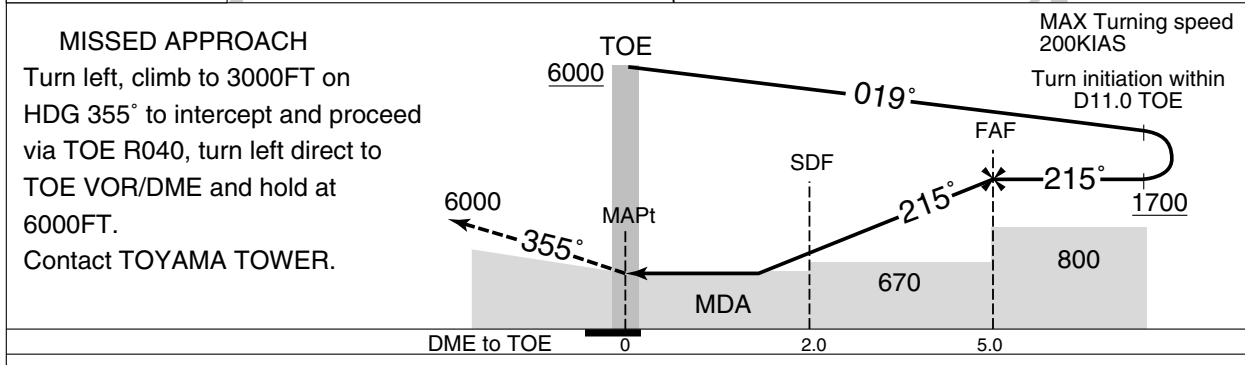 MISSED APPROACH
Turn left, climb to 3000FT on
HDG 355˚ to intercept and proceed
via TOE R040, turn left direct to
TOE VOR/DME and hold at
6000FT.
Contact TOYAMA TOWER.
TOE
6000
019˚
MAX Turning speed
200KIAS
Turn initiation within
D11.0 TOE
FAF
SDF
215˚
215˚
1700
6000
MAPt
355˚
MDA
670
800
DME to TOE
0
2.0
5.0